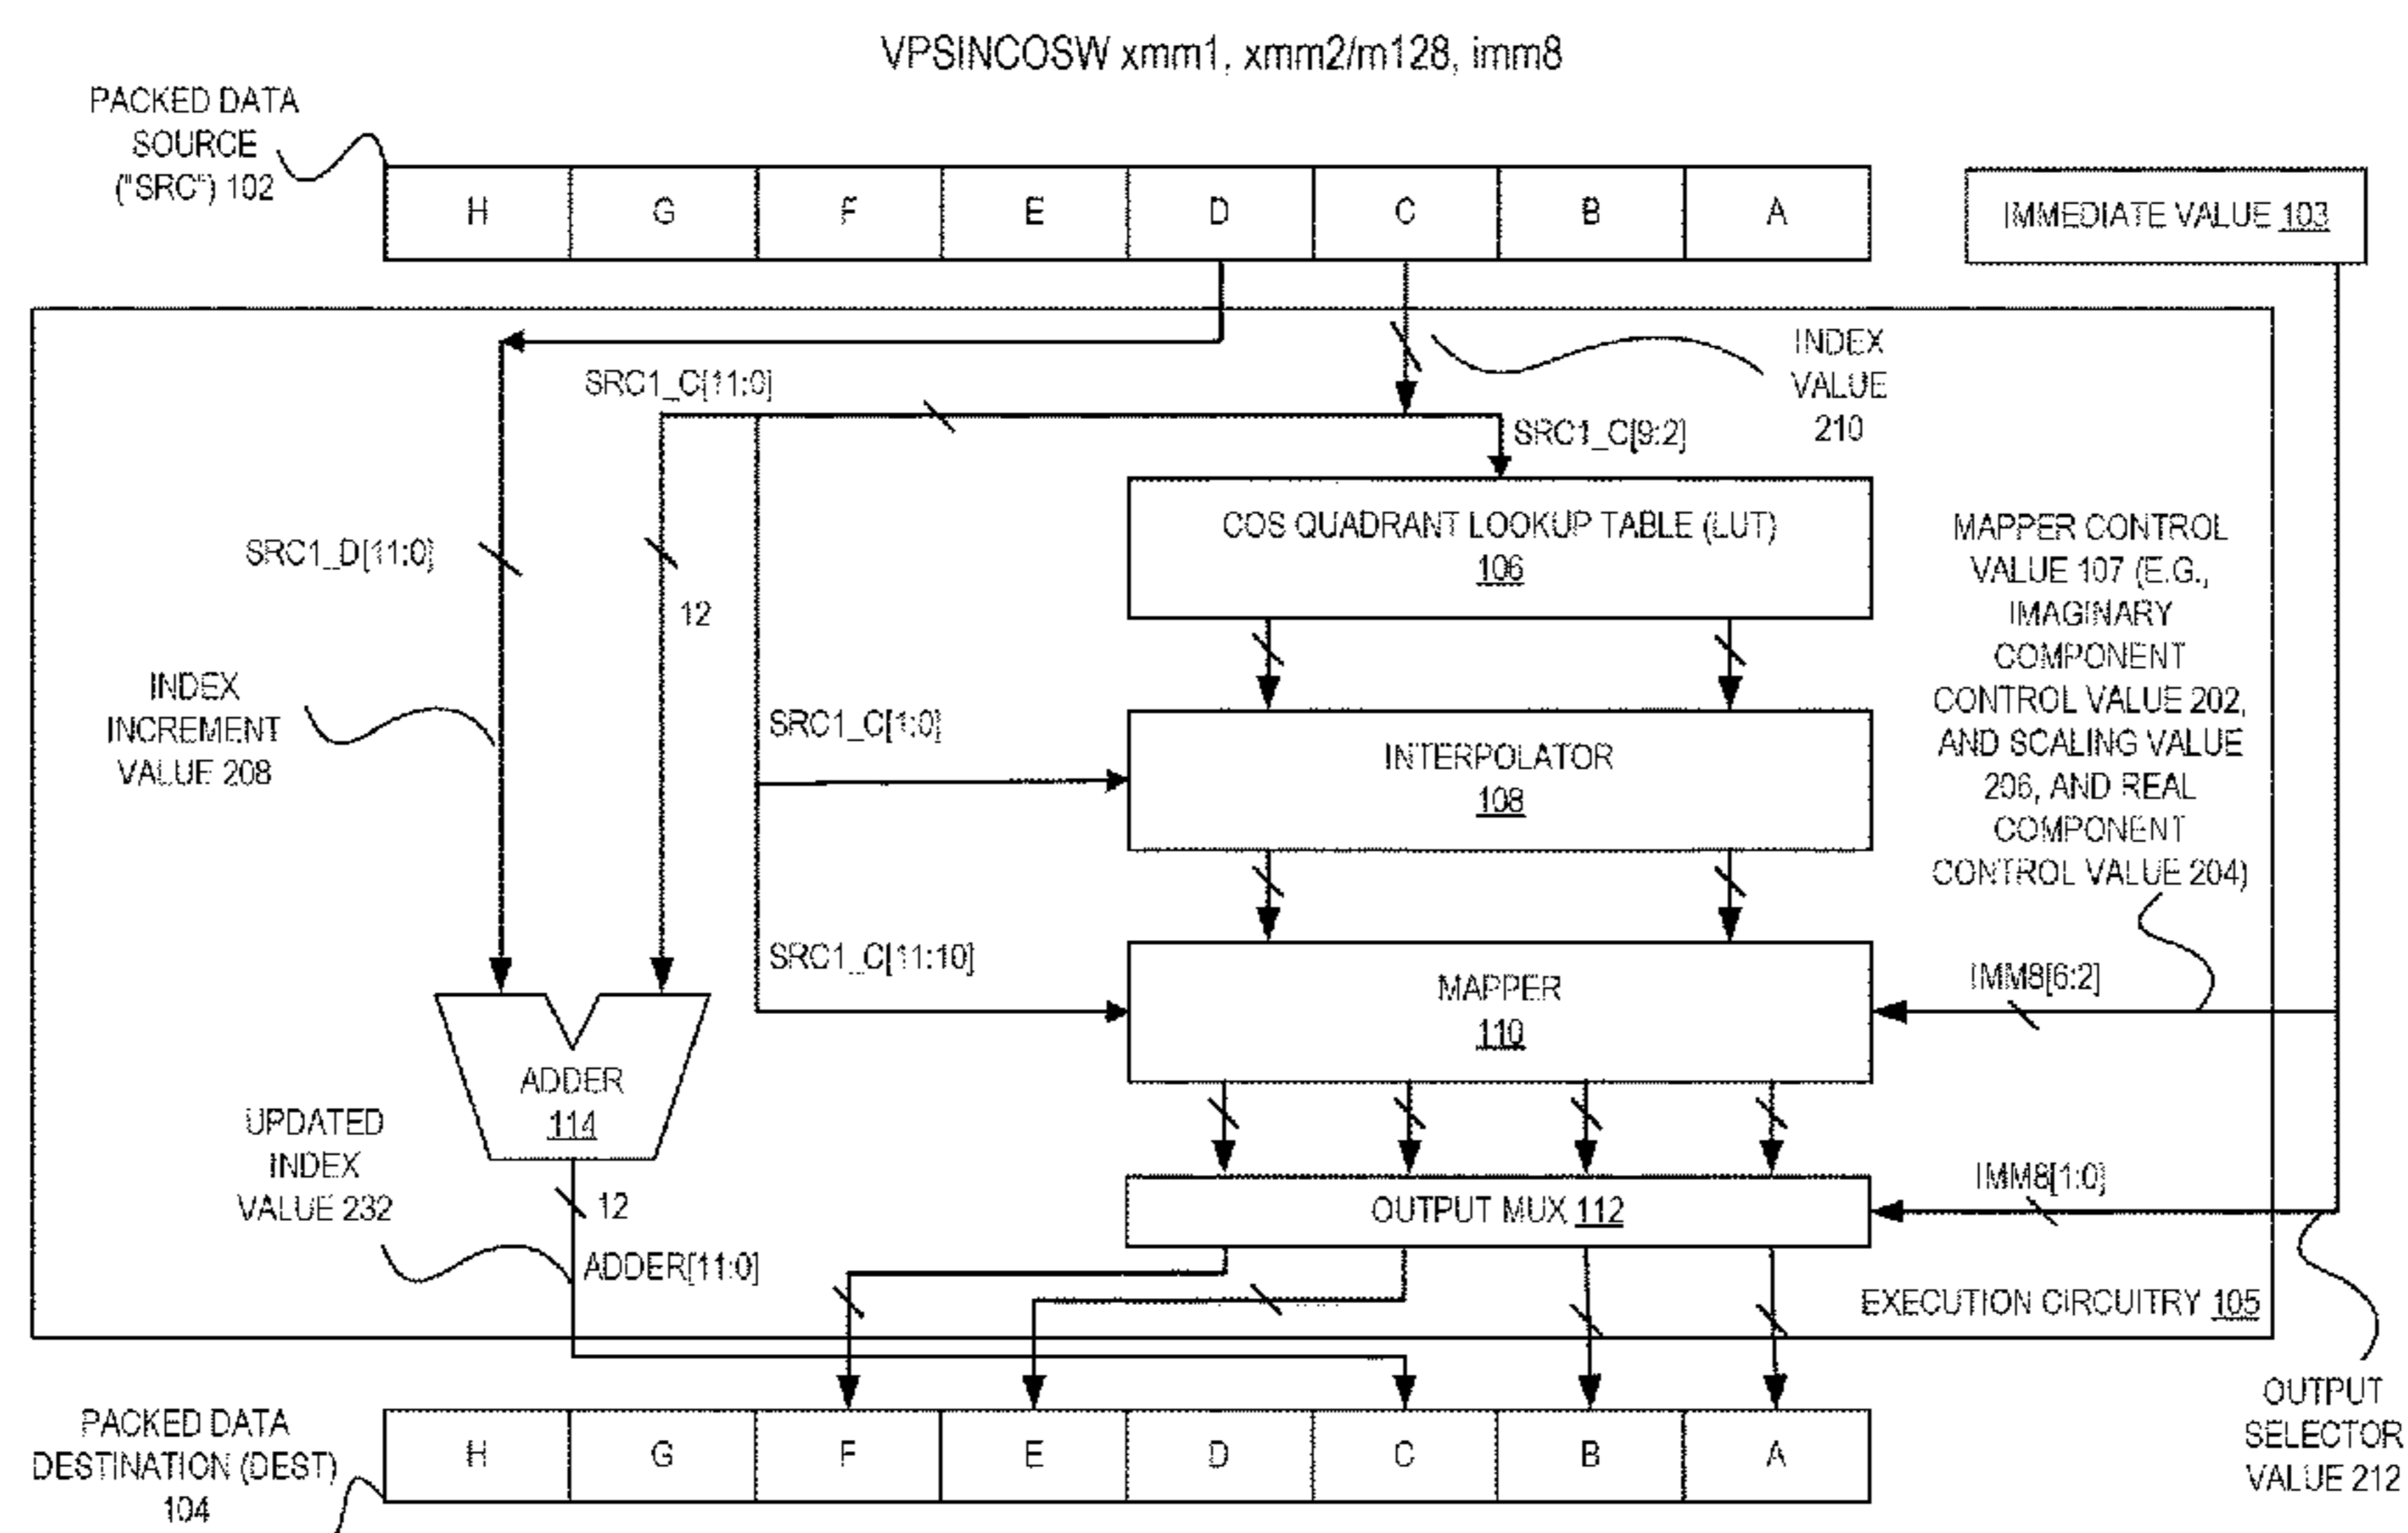 VPSINCOSW xmm1, xmm2/m128, imm8
PACKED DATA
SOURCE
("SRC") 102
H G F E D C B A
IMMEDIATE VALUE 103
INDEX
VALUE
210
SRC1_C[11:0]
SRC1_C[9:2]
COS QUADRANT LOOKUP TABLE (LUT)
106
MAPPER CONTROL
VALUE 107 (E.G.,
IMAGINARY
COMPONENT
CONTROL VALUE 202,
AND SCALING VALUE
206, AND REAL
COMPONENT
CONTROL VALUE 204)
SRC1_D[11:0]
12
INDEX
INCREMENT
VALUE 208
SRC1_C[1:0]
INTERPOLATOR
108
SRC1_C[11:10]
MAPPER
110
IMM8[6:2]
ADDER
114
UPDATED
INDEX
VALUE 232
12
ADDER[11:0]
OUTPUT MUX 112
IMM8[1:0]
EXECUTION CIRCUITRY 105
OUTPUT
SELECTOR
VALUE 212
PACKED DATA
DESTINATION (DEST)
104
H G F E D C B A